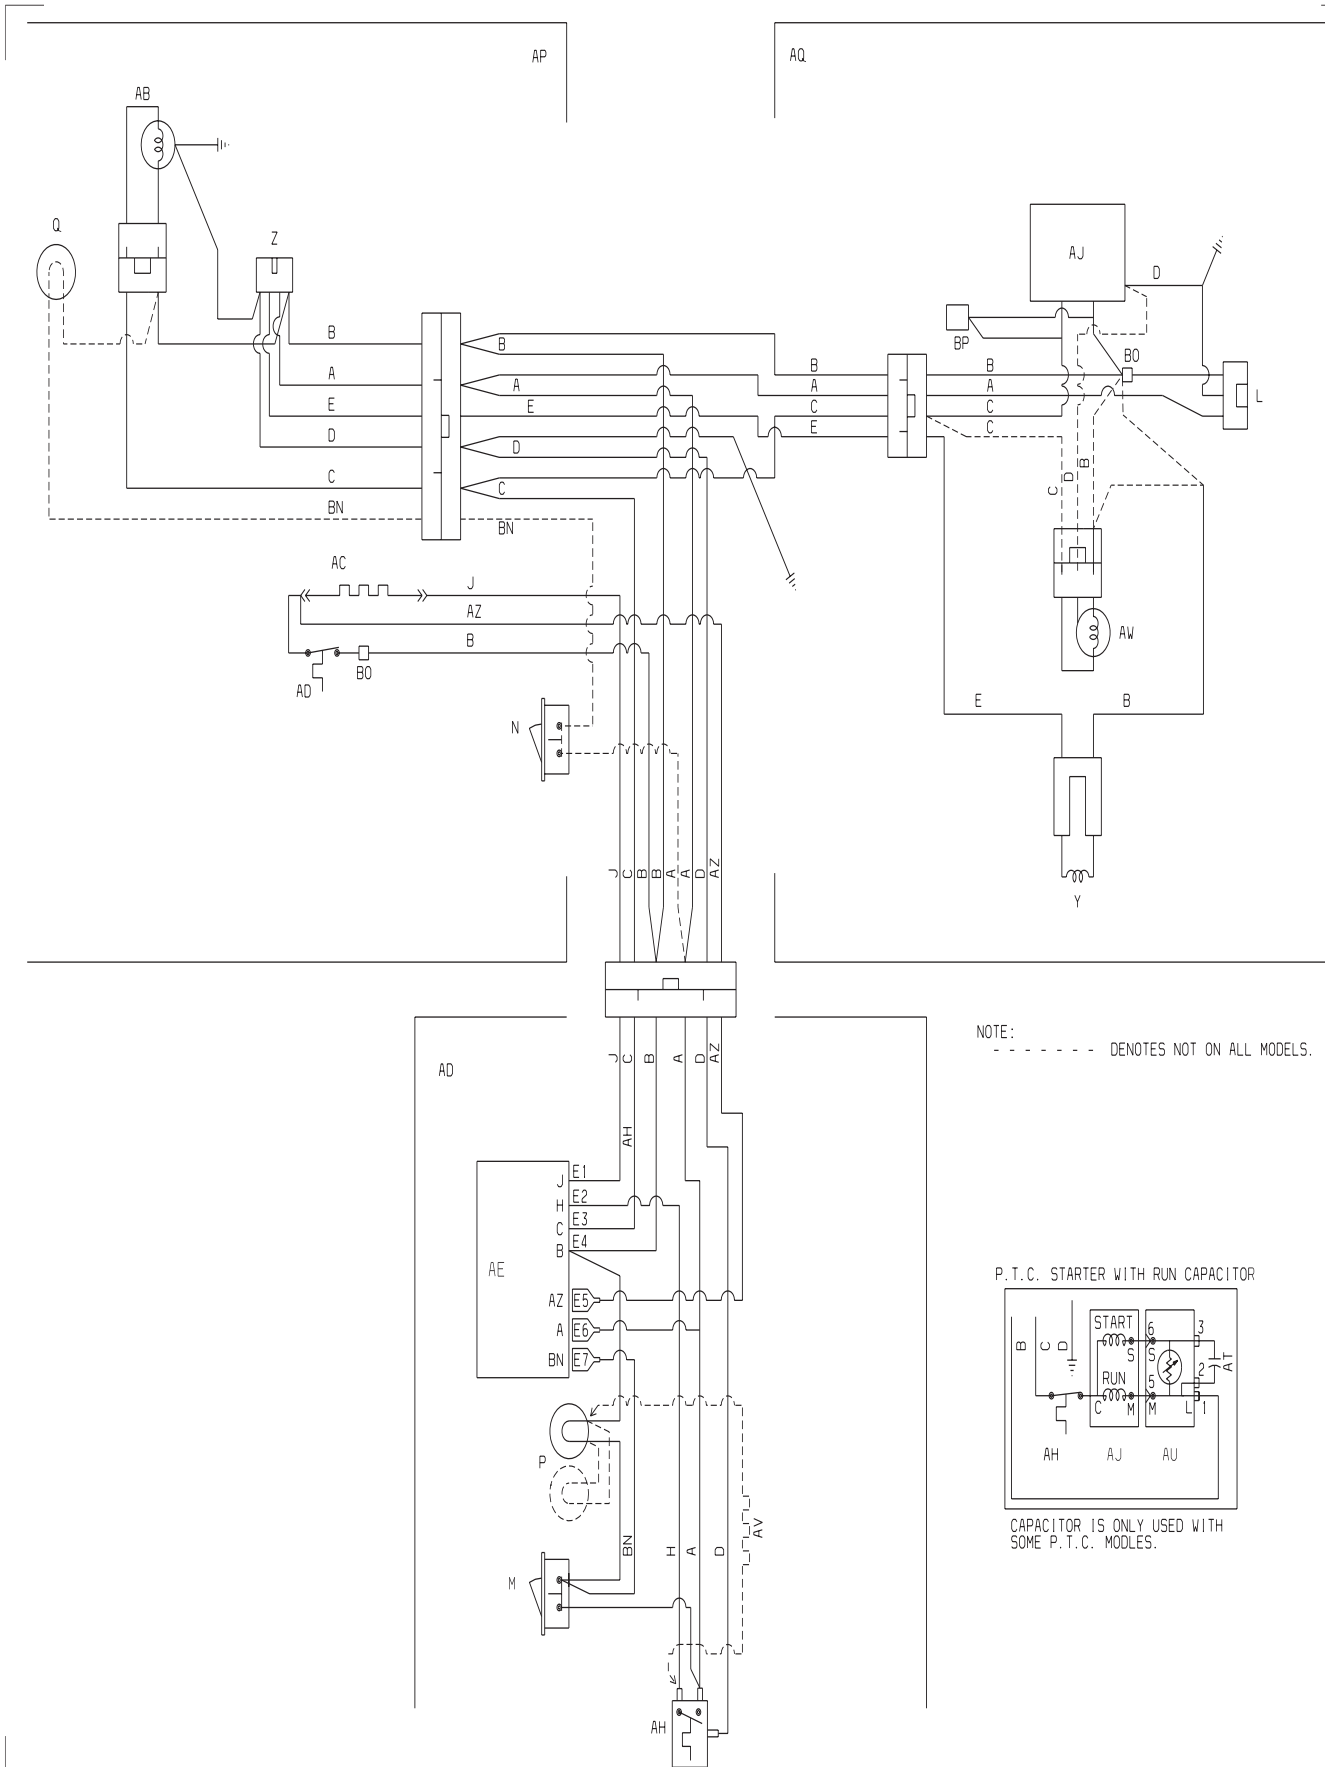 AP
AQ
AB
Q
Z
AJ
D
BP
BO
L
B
A
E
D
C
BN
B
A
E
D
C
BN
B
A
C
E
B
A
C
C
C
D
B
AW
E
B
Y
AC
J
AZ
B
BO
AD
N
J
C
B
B
A
A
D
AZ
NOTE:
- - - - - - - DENOTES NOT ON ALL MODELS.
AD
J
C
B
A
D
AZ
AH
AE
J E1
H E2
C E3
B E4
AZ E5
A E6
BN E7
P
BN
H
A
D
AV
M
AH
P.T.C. STARTER WITH RUN CAPACITOR
B
C
D
START
S
6
S
3
2
AT
RUN
C
M
5
M
L
1
AH
AJ
AU
CAPACITOR IS ONLY USED WITH
SOME P.T.C. MODLES.